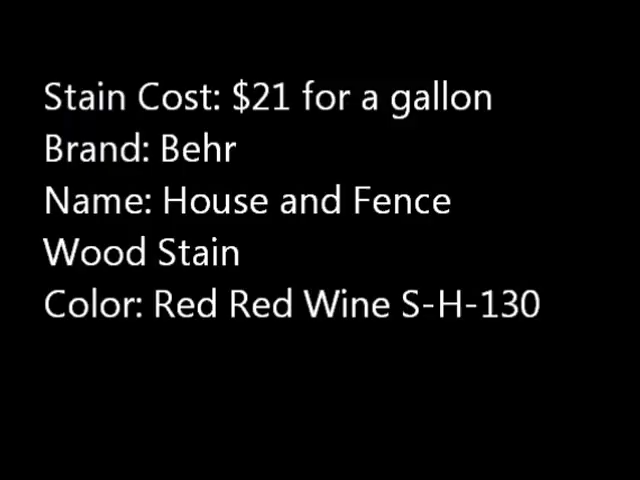 Stain Cost: $21 for a gallon
Brand: Behr
Name: House and Fence
Wood Stain
Color: Red Red Wine S-H-130